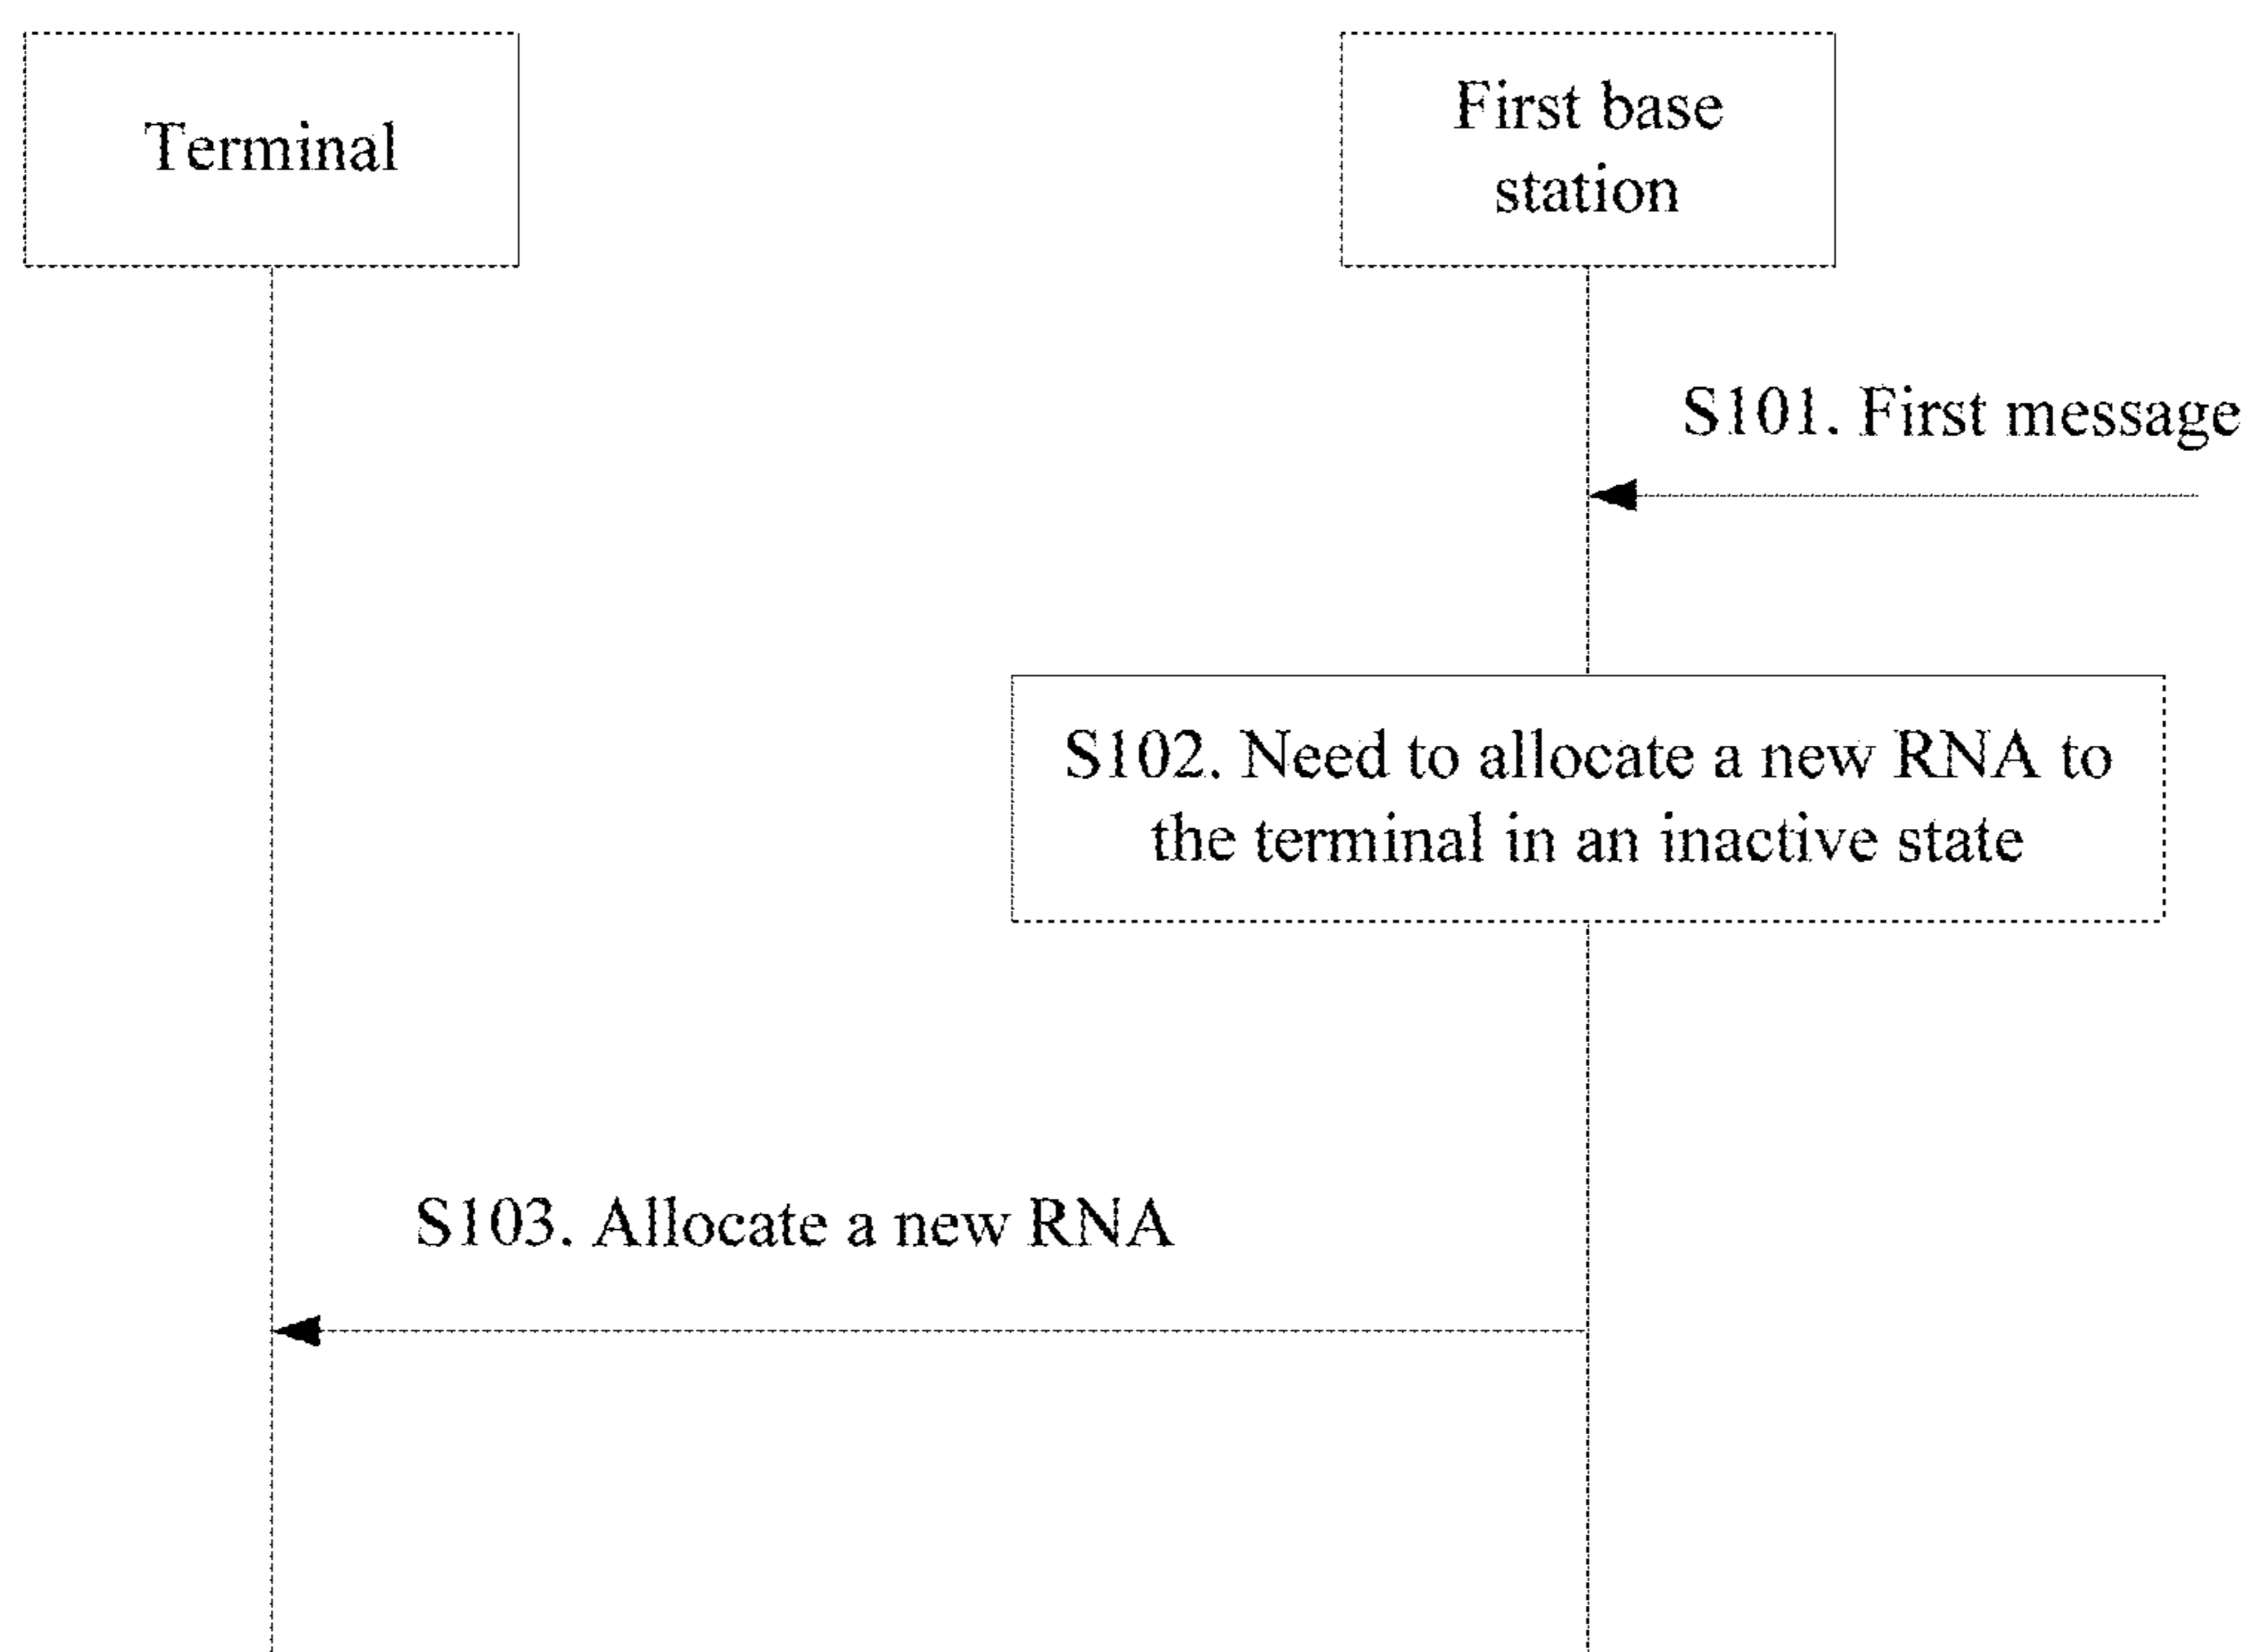 Terminal
First base
station
S101. First message
S102. Need to allocate a new RNA to
the terminal in an inactive state
S103. Allocate a new RNA